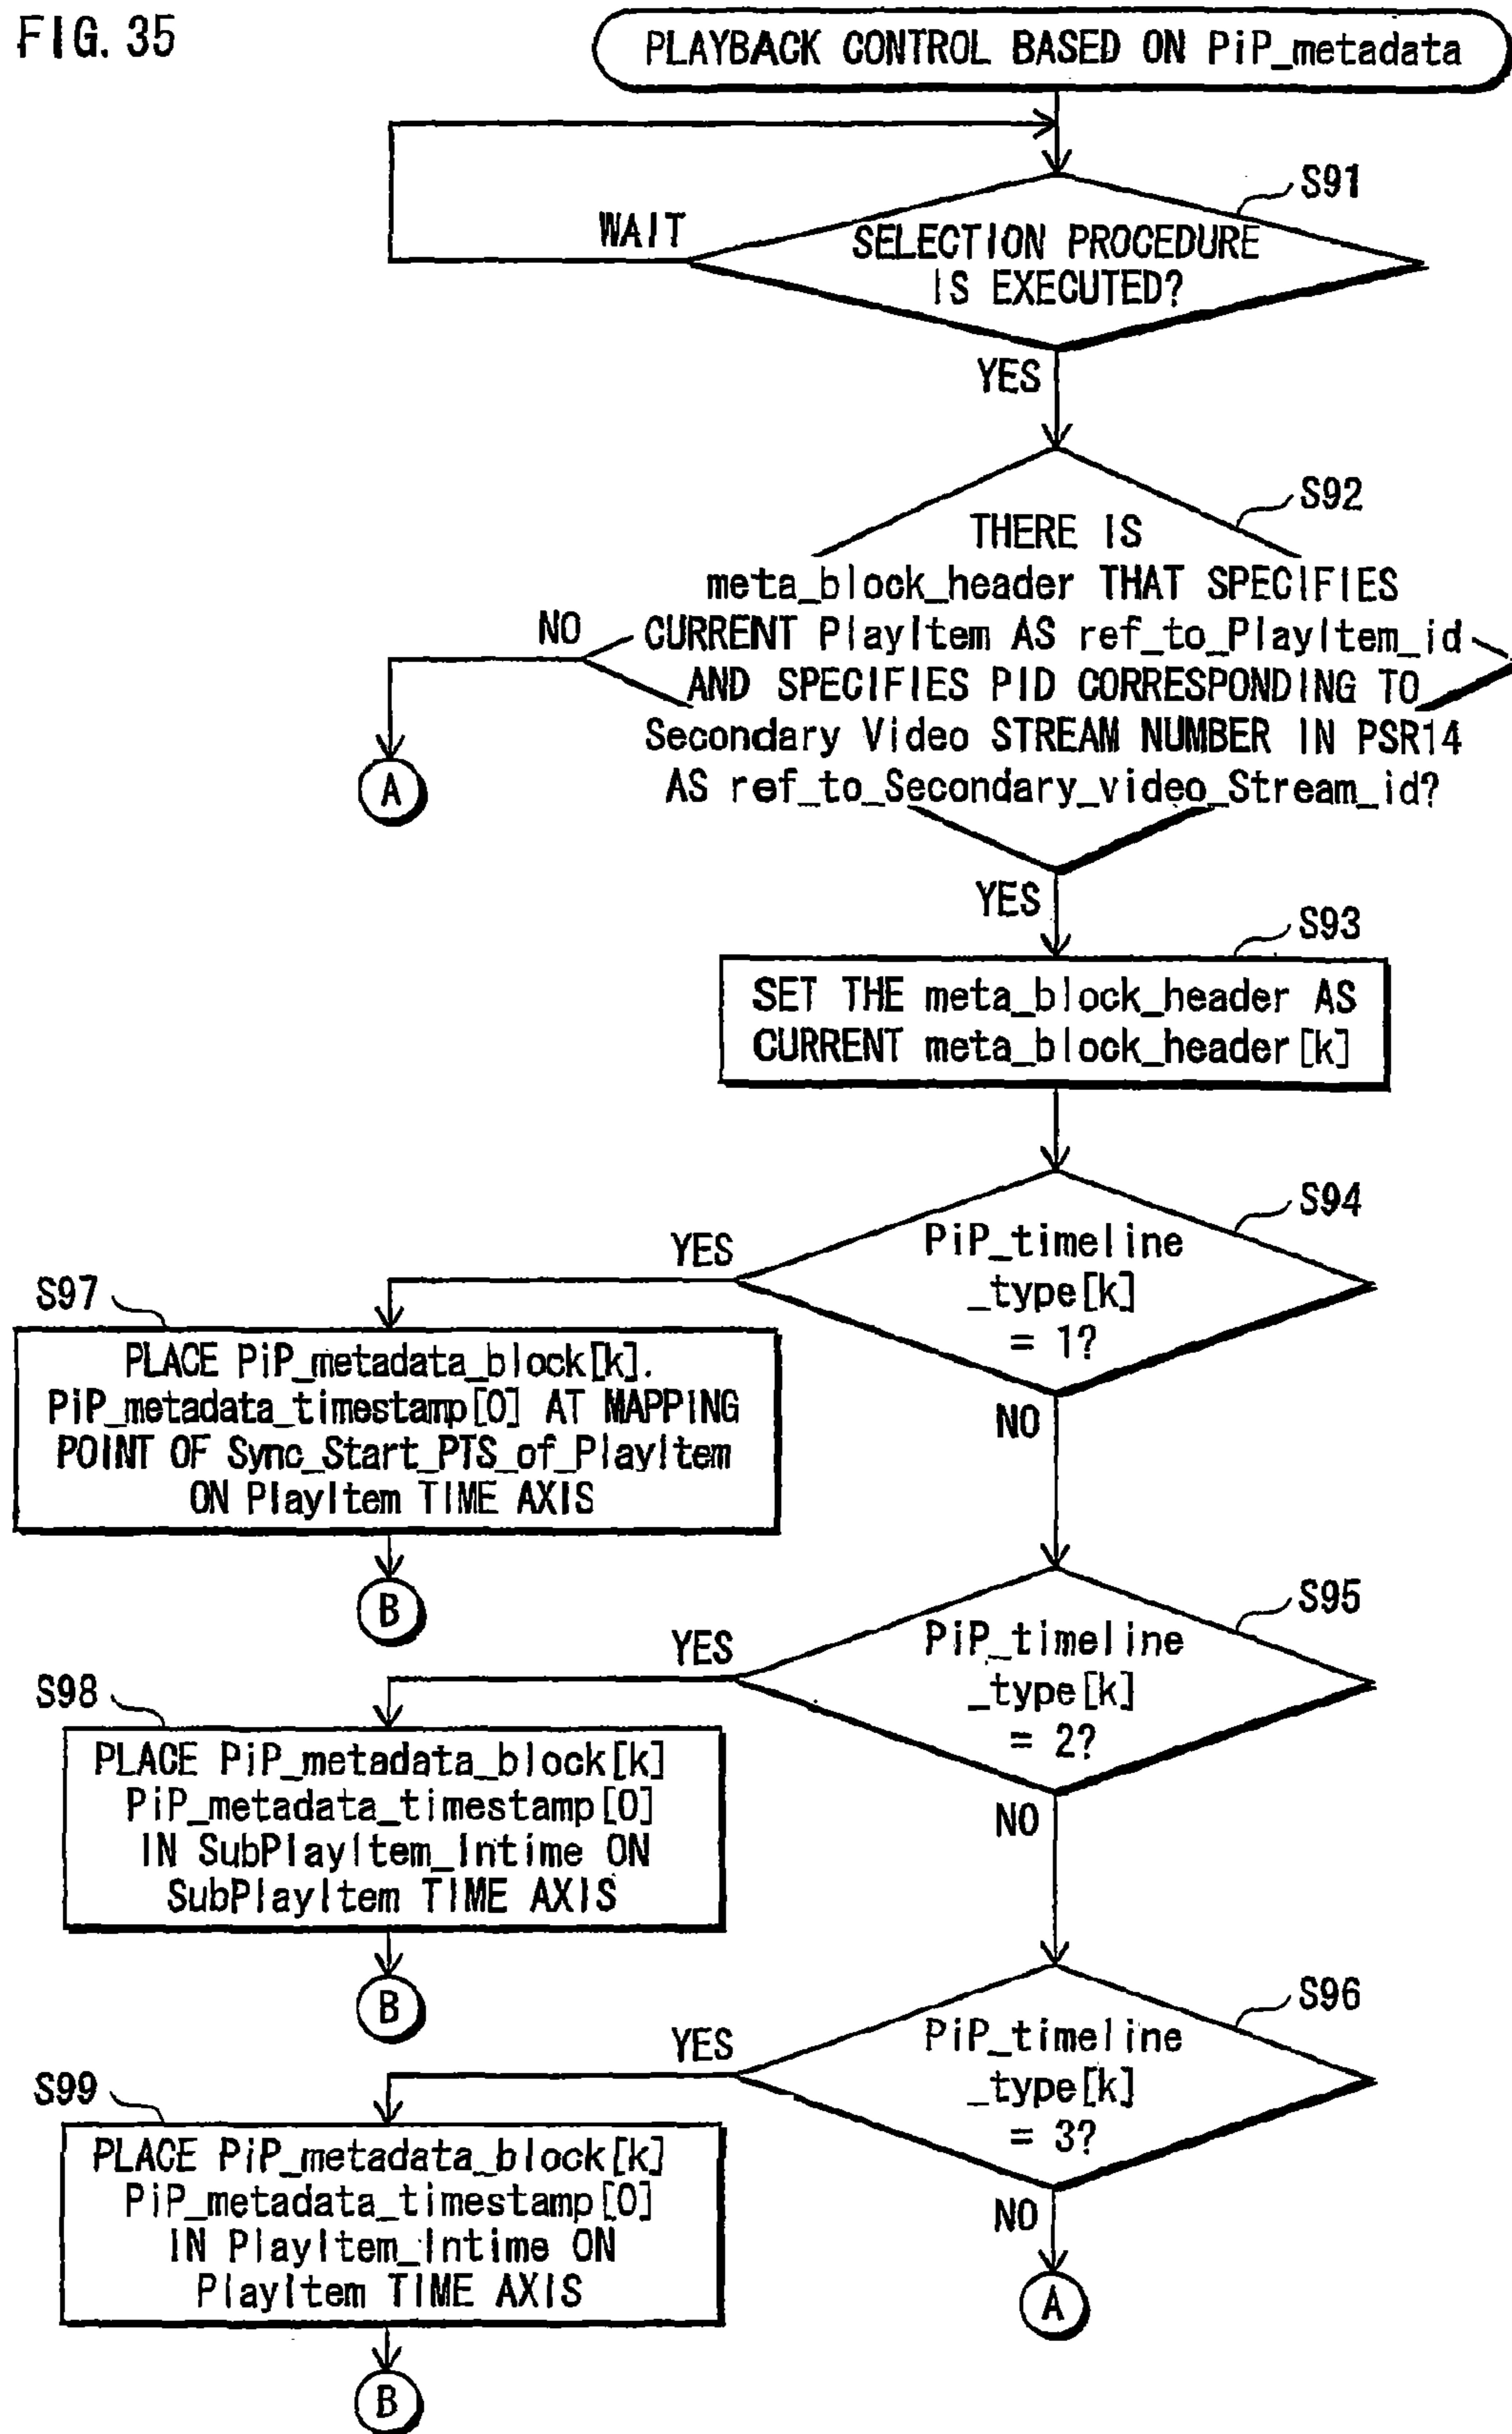 FIG. 35
PLAYBACK CONTROL BASED ON PiP_metadata
S91
WAIT
SELECTION PROCEDURE
IS EXECUTED?
YES
S92
THERE IS
meta_block_header THAT SPECIFIES
NO
CURRENT PlayItem AS ref_to_PlayItem_id
AND SPECIFIES PID CORRESPONDING TO
Secondary Video STREAM NUMBER IN PSR14
AS ref_to_Secondary_video_Stream_id?
A
YES
S93
SET THE meta_block_header AS
CURRENT meta_block_header[k]
S94
YES
PiP_timeline
_type[k]
= 1?
NO
S97
PLACE PiP_metadata_block[k].
PiP_metadata_timestamp[0] AT MAPPING
POINT OF Sync_Start_PTS_of_PlayItem
ON PlayItem TIME AXIS
B
S95
YES
PiP_timeline
_type[k]
= 2?
NO
S98
PLACE PiP_metadata_block[k]
PiP_metadata_timestamp[0]
IN SubPlayItem_Intime ON
SubPlayItem TIME AXIS
B
S96
YES
PiP_timeline
_type[k]
= 3?
NO
S99
PLACE PiP_metadata_block[k]
PiP_metadata_timestamp[0]
IN PlayItem_Intime ON
PlayItem TIME AXIS
A
B